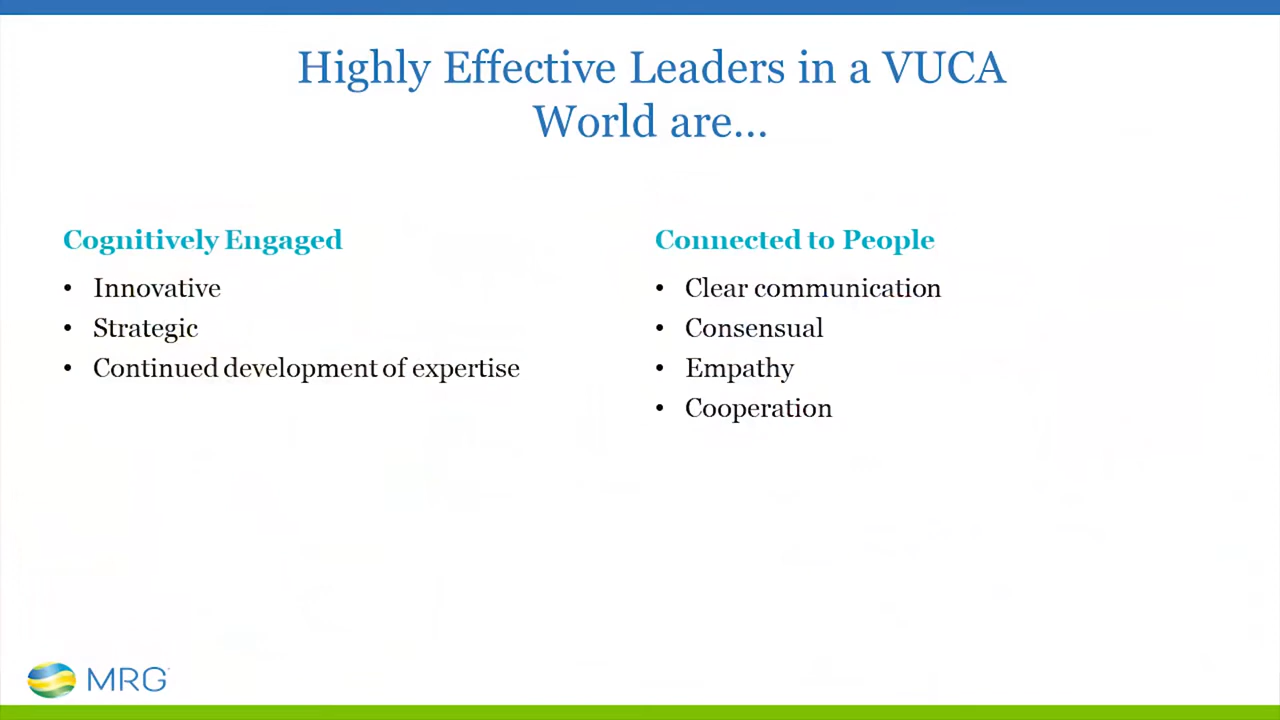 Highly Effective Leaders in a VUCA
World are...
Cognitively Engaged
• Innovative
• Strategic
• Continued development of expertise
Connected to People
• Clear communication
• Consensual
• Empathy
• Cooperation
MRG